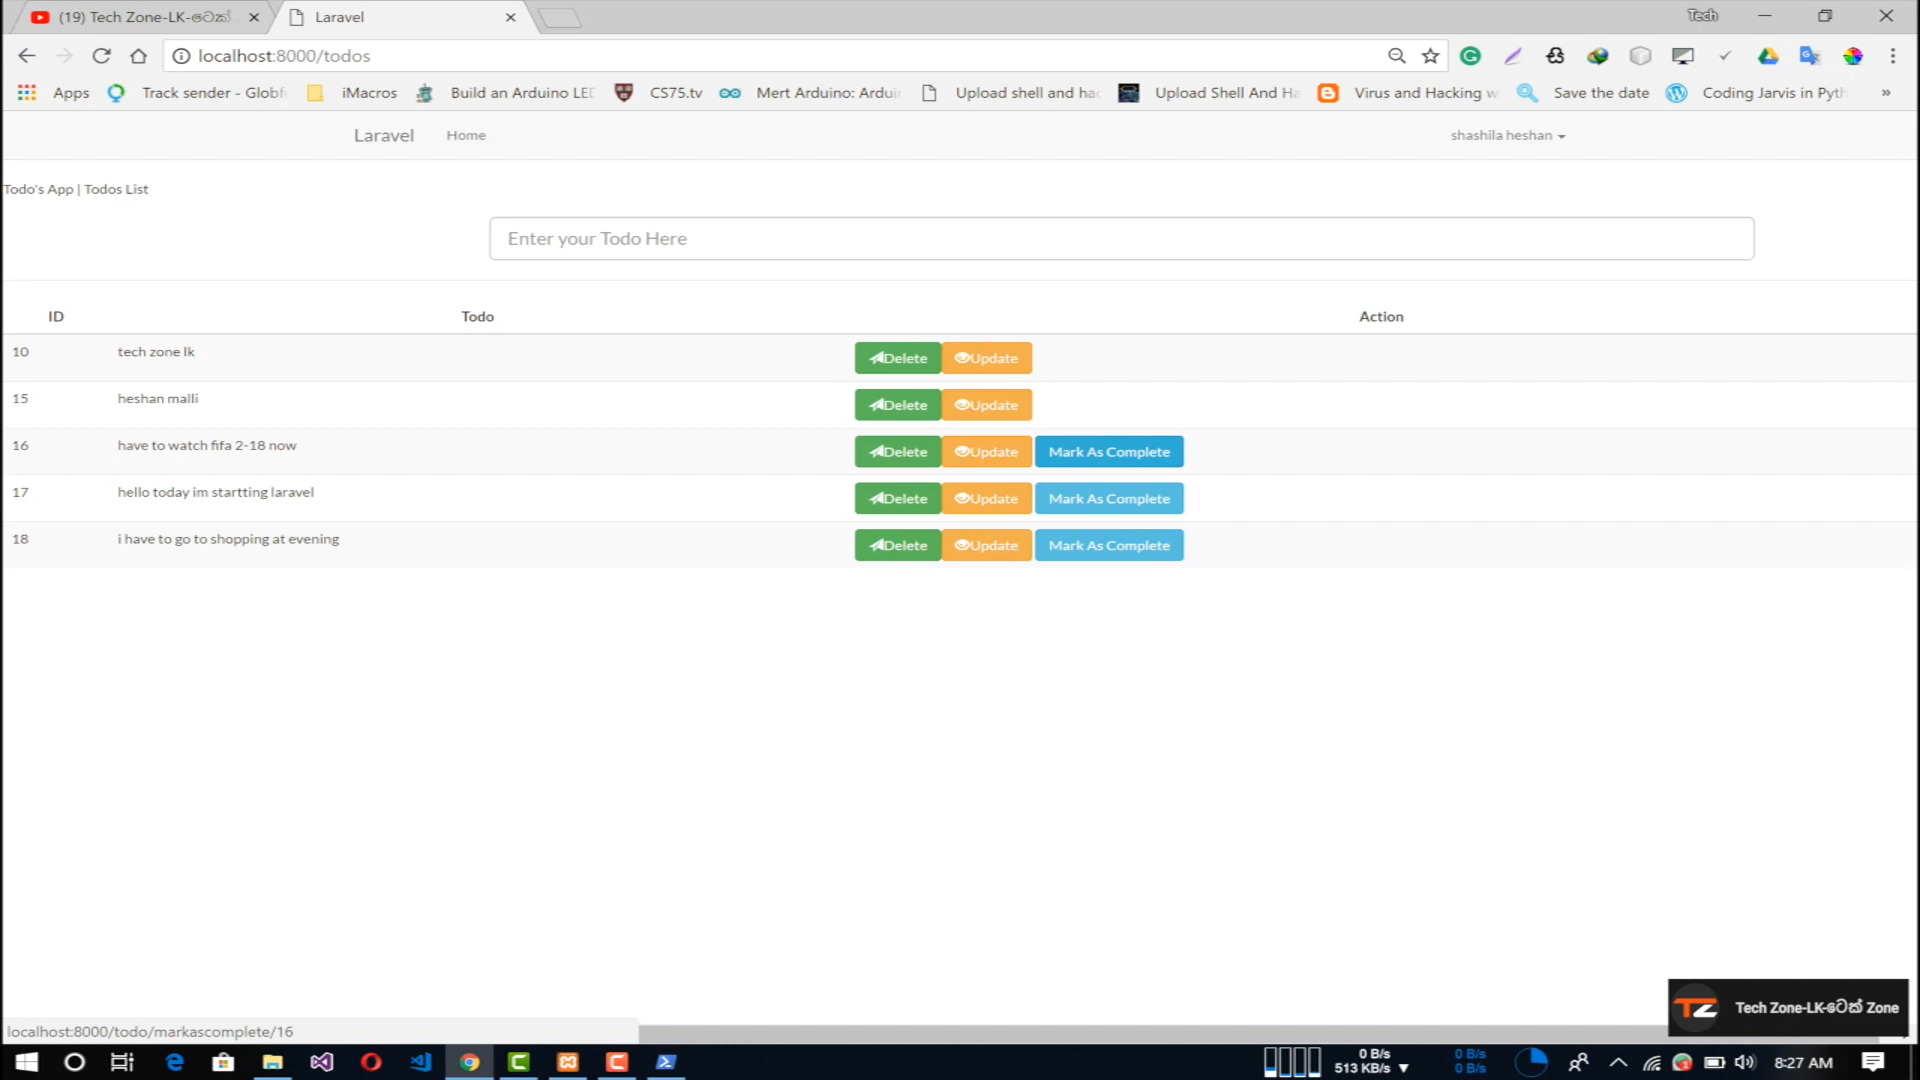 (19) Tech Zone-LK-ටෙක්
Laravel
Tech
localhost:8000/todos
Apps
Track sender - Globf
iMacros
Build an Arduino LED
CS75.tv
Mert Arduino: Ardui
Upload shell and hac
Upload Shell And Ha
Virus and Hacking w
Save the date
Coding Jarvis in Pyth
»
Laravel
Home
shashila heshan
Todo's App | Todos List
Enter your Todo Here
ID Todo Action
10 tech zone lk Delete Update
15 heshan malli Delete Update
16 have to watch fifa 2-18 now Delete Update Mark As Complete
17 hello today im startting laravel Delete Update Mark As Complete
18 i have to go to shopping at evening Delete Update Mark As Complete
TZ Tech Zone-LK-ටෙක් Zone
localhost:8000/todo/markascomplete/16
0 B/s
513 KB/s
0 B/s
0 B/s
8:27 AM